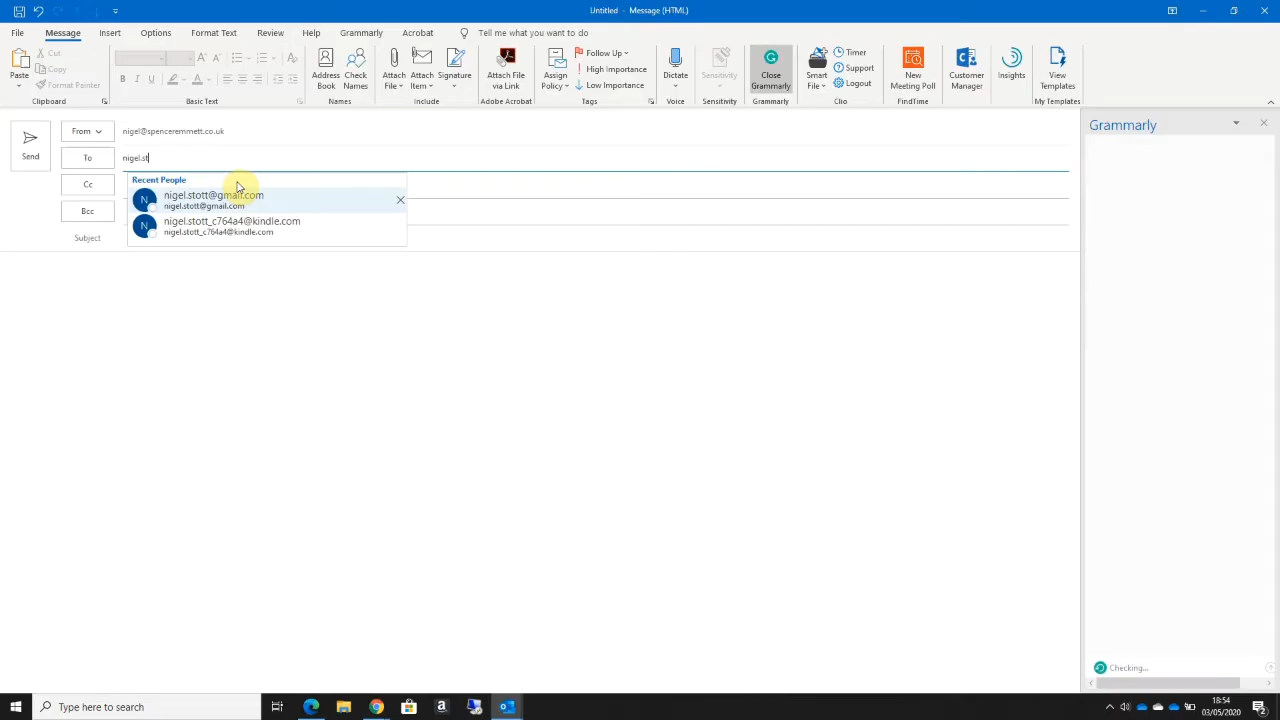 Untitled - Message (HTML)
File Message Insert Options Format Text Review Help Grammarly Acrobat Tell me what you want to do
Paste
Cut
Copy
Format Painter
Clipboard
B I U
Basic Text
Address Book
Check Names
Names
Attach File
Attach Item
Signature
Include
Attach File via Link
Adobe Acrobat
Assign Policy
Follow Up
High Importance
Low Importance
Tags
Dictate
Voice
Sensitivity
Sensitivity
Close Grammarly
Grammarly
Smart File
Timer
Support
Logout
Clio
New Meeting Poll
FindTime
Customer Manager
Insights
View Templates
My Templates
Send
From
nigel@spenceremmett.co.uk
To
nigel.st
Cc
Bcc
Subject
Recent People
N
nigel.stott@gmail.com
nigel.stott@gmail.com
N
nigel.stott_c764a4@kindle.com
nigel.stott_c764a4@kindle.com
Grammarly
Checking...
Type here to search
18:54
03/05/2020
2